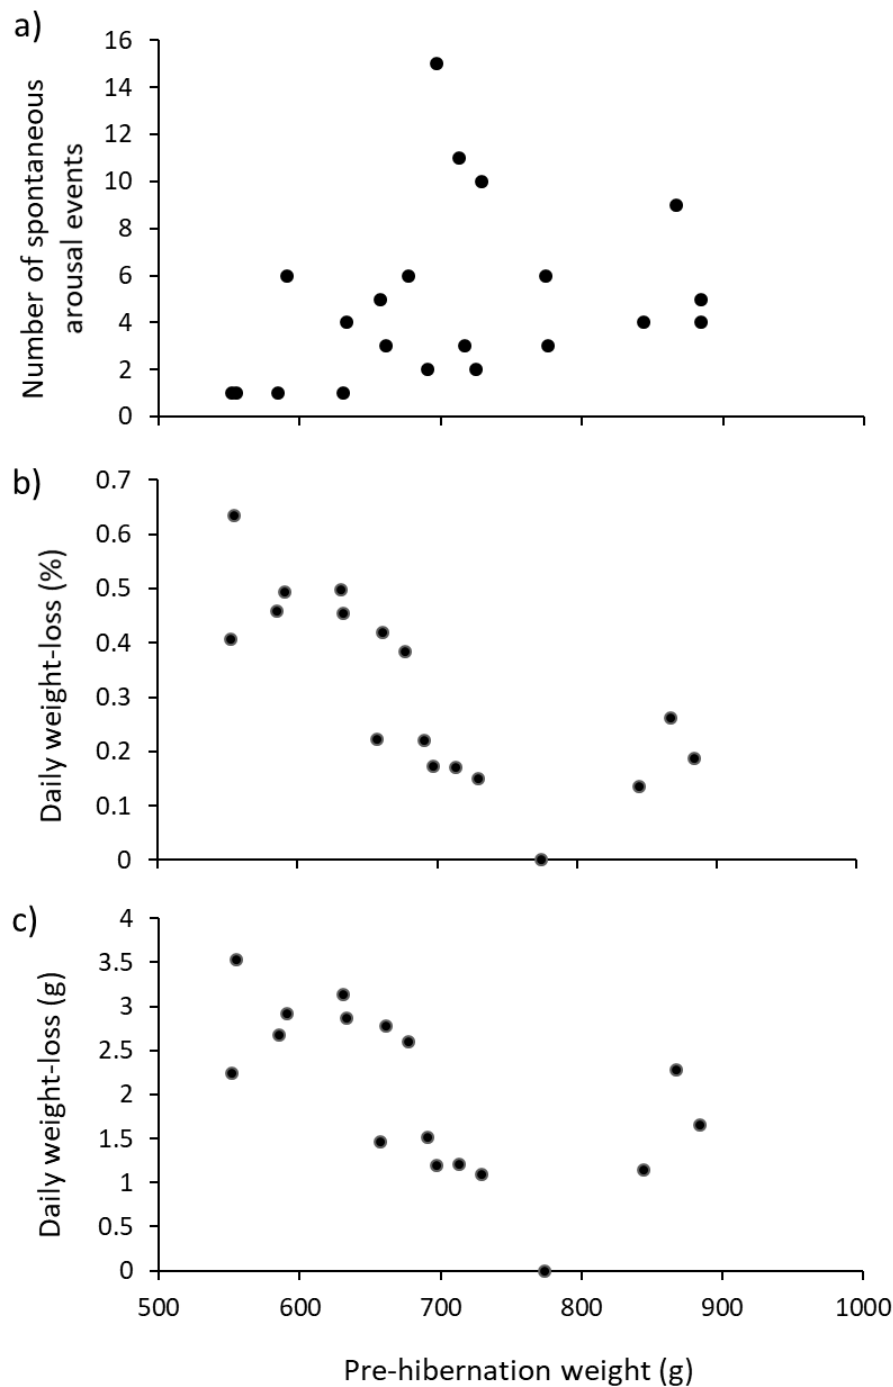 a)
Number of spontaneous
arousal events
16
14
12
10
8
6
4
2
0
b)
Daily weight-loss (%)
0.7
0.6
0.5
0.4
0.3
0.2
0.1
0
c)
Daily weight-loss (g)
4
3.5
3
2.5
2
1.5
1
0.5
0
500 600 700 800 900 1000
Pre-hibernation weight (g)